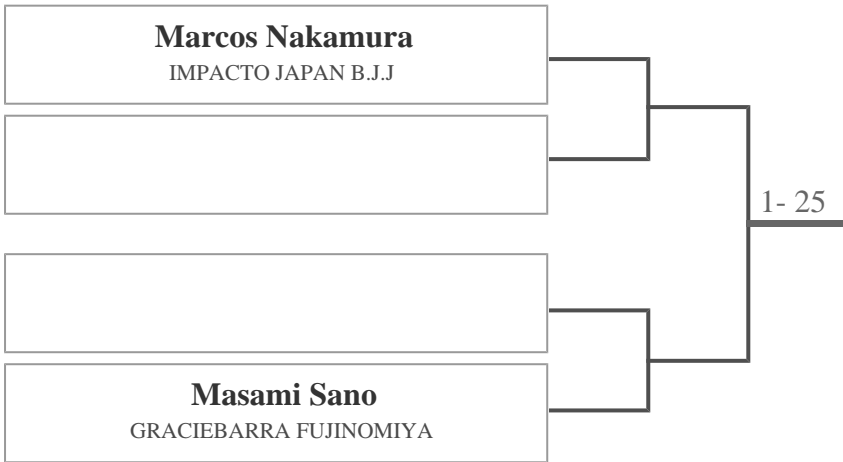 Marcos Nakamura
IMPACTO JAPAN B.J.J
1- 25
Masami Sano
GRACIEBARRA FUJINOMIYA